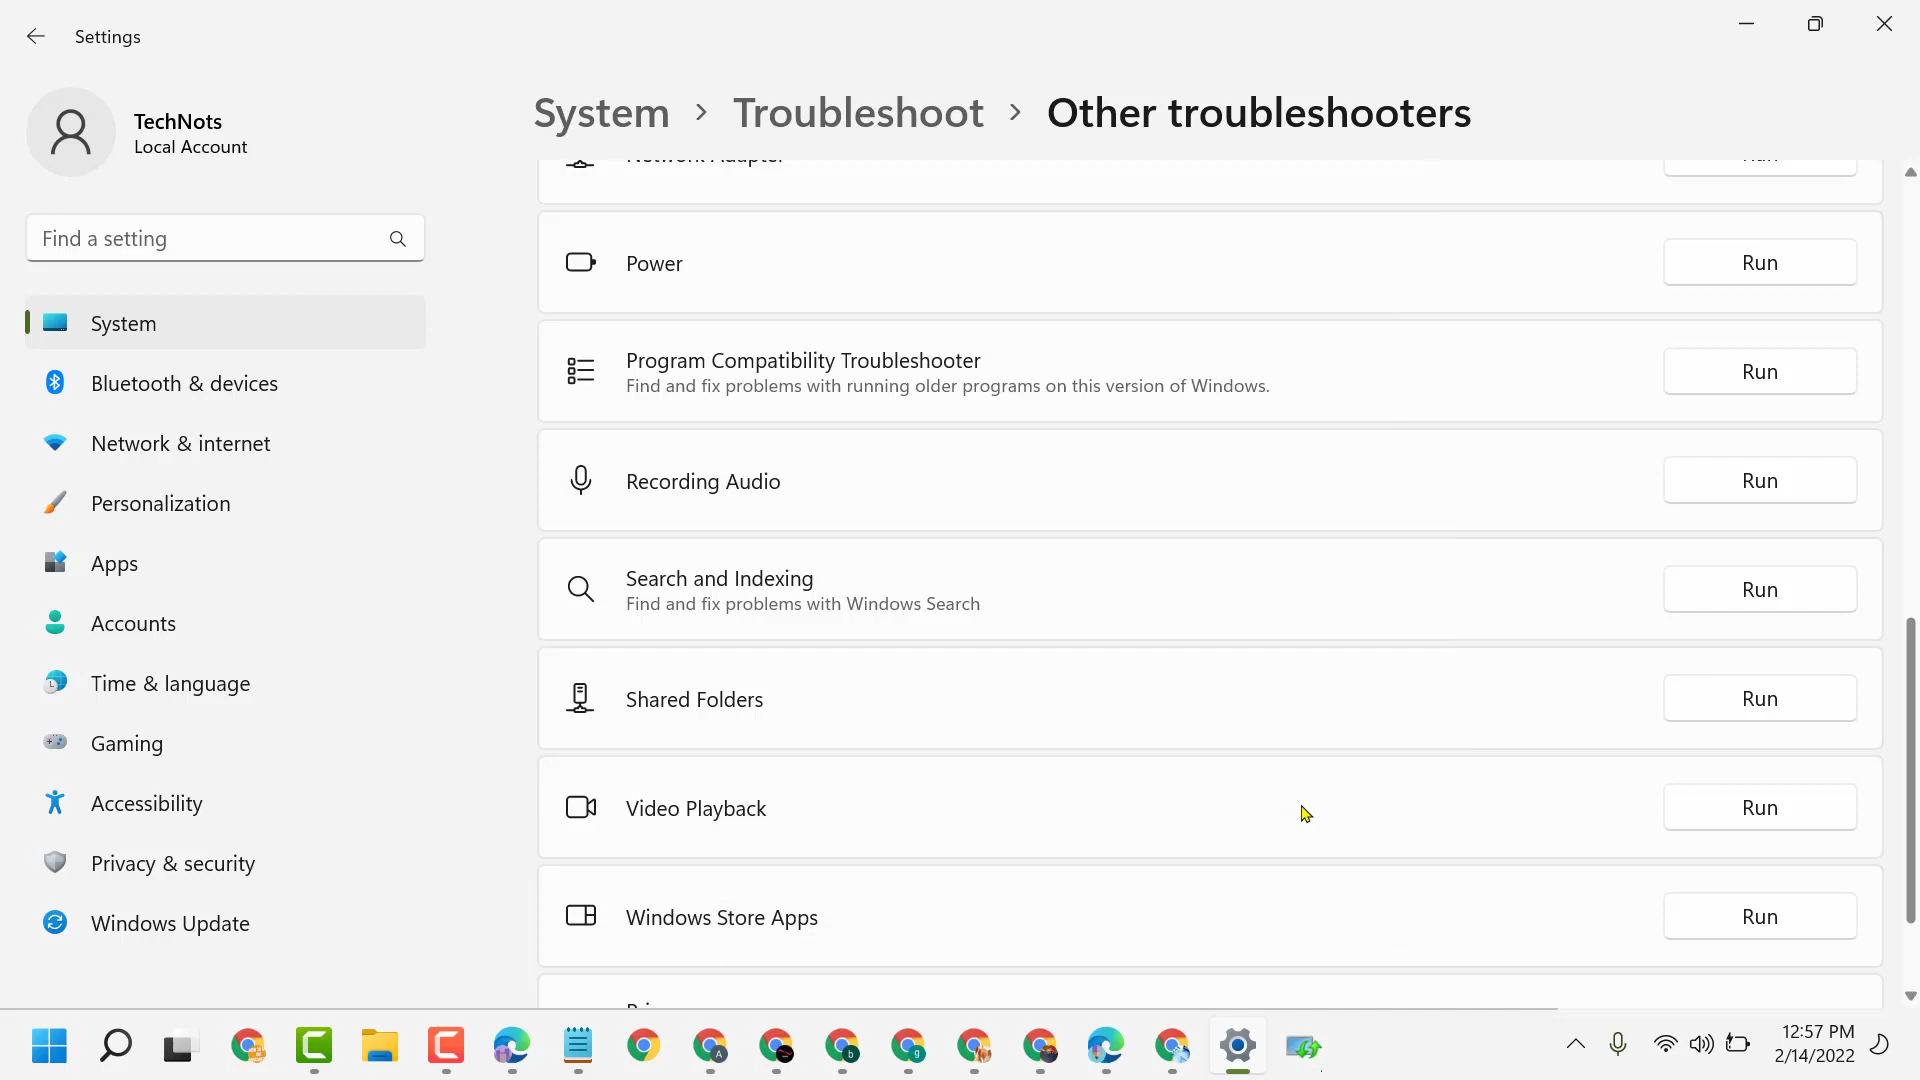 Settings
TechNots
Local Account
Find a setting
System
Bluetooth & devices
Network & internet
Personalization
Apps
Accounts
Time & language
Gaming
Accessibility
Privacy & security
Windows Update
System > Troubleshoot > Other troubleshooters
Network Adapter
Run
Power
Run
Program Compatibility Troubleshooter
Find and fix problems with running older programs on this version of Windows.
Run
Recording Audio
Run
Search and Indexing
Find and fix problems with Windows Search
Run
Shared Folders
Run
Video Playback
Run
Windows Store Apps
Run
A
b
g
12:57 PM
2/14/2022